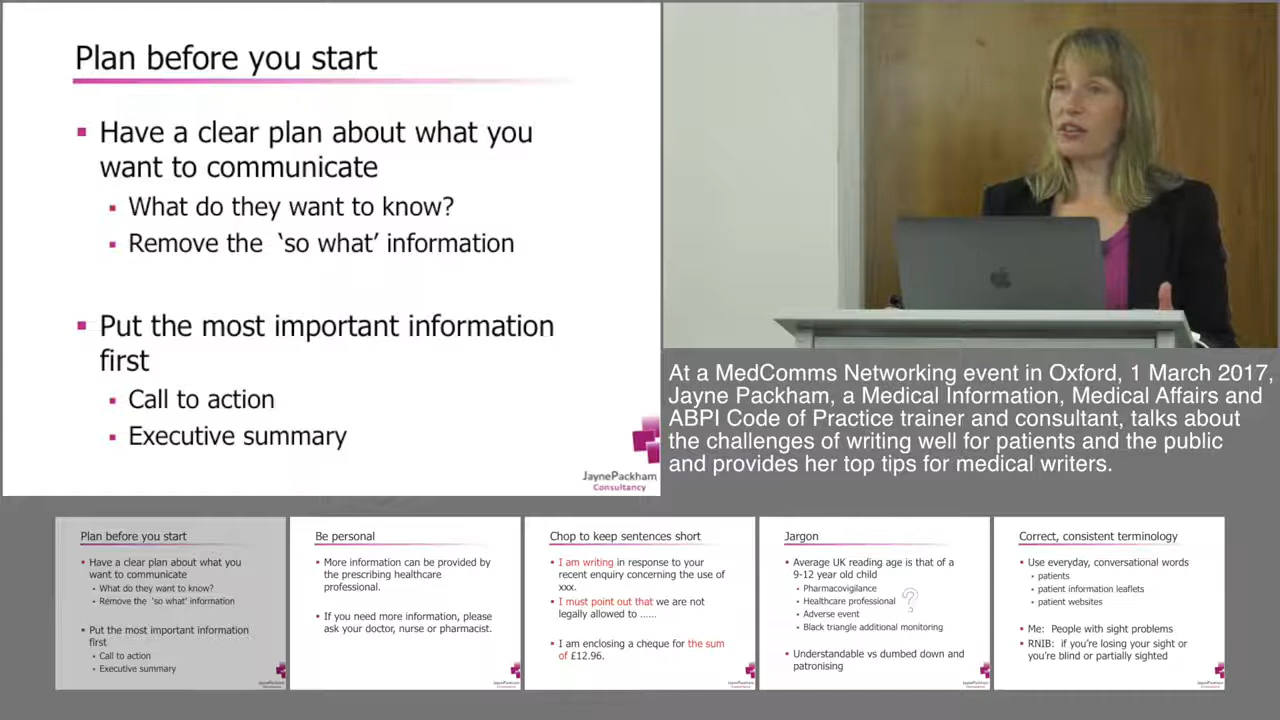 Plan before you start
Have a clear plan about what you
want to communicate
What do they want to know?
Remove the ‘so what’ information
Put the most important information
first
Call to action
Executive summary
JaynePackham
Consultancy
At a MedComms Networking event in Oxford, 1 March 2017,
Jayne Packham, a Medical Information, Medical Affairs and
ABPI Code of Practice trainer and consultant, talks about
the challenges of writing well for patients and the public
and provides her top tips for medical writers.
Plan before you start
Have a clear plan about what you
want to communicate
What do they want to know?
Remove the ‘so what’ information
Put the most important information
first
Call to action
Executive summary
JaynePackham
Be personal
More information can be provided by
the prescribing healthcare
professional.
If you need more information, please
ask your doctor, nurse or pharmacist.
JaynePackham
Chop to keep sentences short
I am writing in response to your
recent enquiry concerning the use of
xxx.
I must point out that we are not
legally allowed to ......
I am enclosing a cheque for the sum
of £12.96.
JaynePackham
Jargon
Average UK reading age is that of a
9-12 year old child
Pharmacovigilance
Healthcare professional
Adverse event
Black triangle additional monitoring
?
Understandable vs dumbed down and
patronising
JaynePackham
Correct, consistent terminology
Use everyday, conversational words
patients
patient information leaflets
patient websites
Me: People with sight problems
RNIB: if you’re losing your sight or
you’re blind or partially sighted
JaynePackham